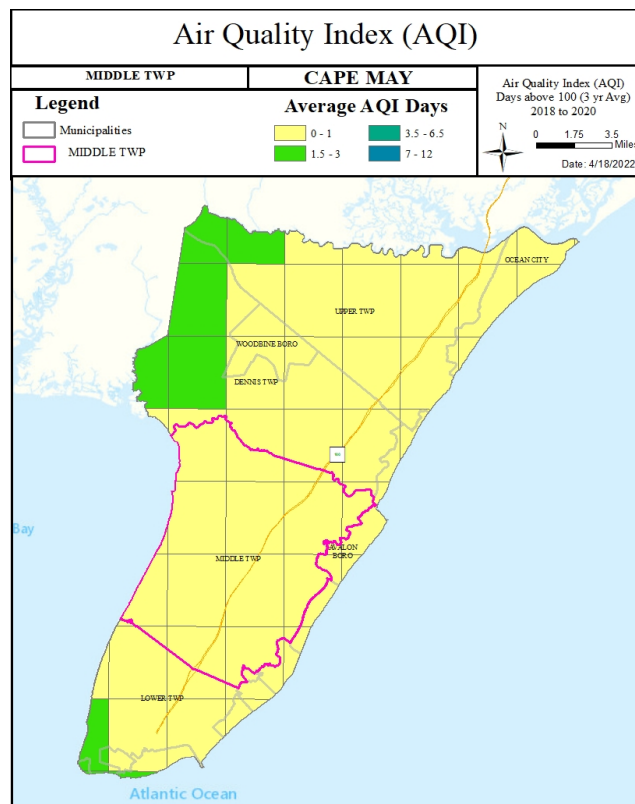 Air Quality Index (AQI)
MIDDLE TWP
CAPE MAY
Legend
Municipalities
MIDDLE TWP
Average AQI Days
0 - 1
3.5 - 6.5
1.5 - 3
7 - 12
Air Quality Index (AQI)
Days above 100 (3 yr Avg)
2018 to 2020
N
0 1.75 3.5
Miles
Date: 4/18/2022
OCEAN CITY
UPPER TWP
WOODBINE BORO
DENNIS TWP
Bay
AVALON
BORO
MIDDLE TWP
LOWER TWP
Atlantic Ocean